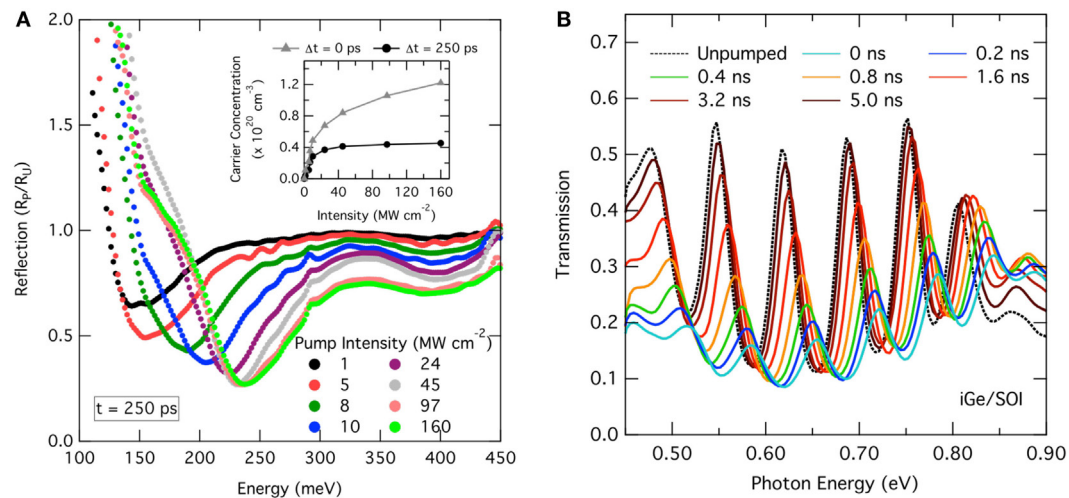 A
Reflection (Rₚ/Rᵤ)
2.0
1.5
1.0
0.5
0.0
100 150 200 250 300 350 400 450
Energy (meV)
Δt = 0 ps Δt = 250 ps
Carrier Concentration
(x 10²⁰ cm⁻³)
1.2
0.8
0.4
0.0
0 40 80 120 160
Intensity (MW cm⁻²)
Pump Intensity (MW cm⁻²)
1 24
5 45
8 97
10 160
t = 250 ps
B
Transmission
0.7
0.6
0.5
0.4
0.3
0.2
0.1
0.0
Unpumped 0 ns 0.2 ns
0.4 ns 0.8 ns 1.6 ns
3.2 ns 5.0 ns
iGe/SOI
0.50 0.60 0.70 0.80 0.90
Photon Energy (eV)